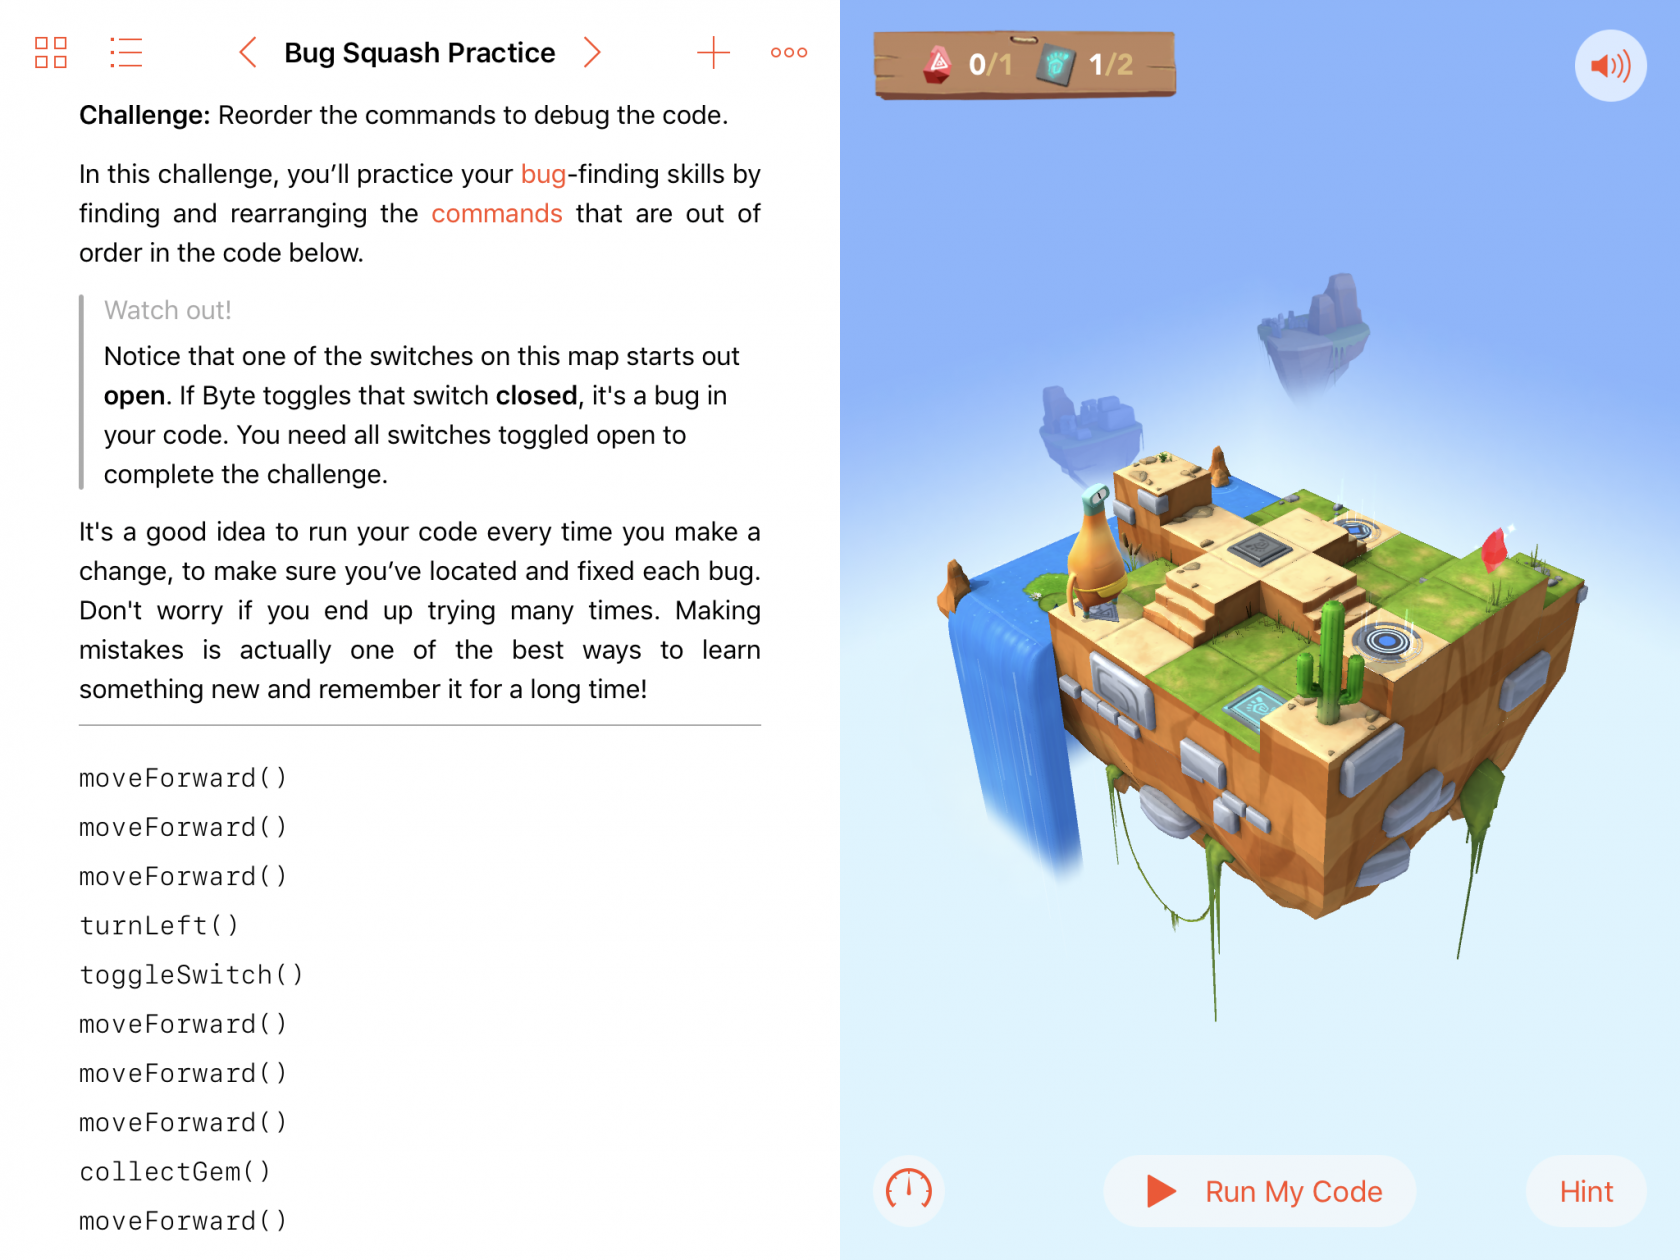 Bug Squash Practice
Challenge: Reorder the commands to debug the code.
In this challenge, you’ll practice your bug-finding skills by
finding and rearranging the commands that are out of
order in the code below.
Watch out!
Notice that one of the switches on this map starts out
open. If Byte toggles that switch closed, it's a bug in
your code. You need all switches toggled open to
complete the challenge.
It's a good idea to run your code every time you make a
change, to make sure you’ve located and fixed each bug.
Don't worry if you end up trying many times. Making
mistakes is actually one of the best ways to learn
something new and remember it for a long time!
moveForward()
moveForward()
moveForward()
turnLeft()
toggleSwitch()
moveForward()
moveForward()
moveForward()
collectGem()
moveForward()
0/1 1/2
Run My Code
Hint